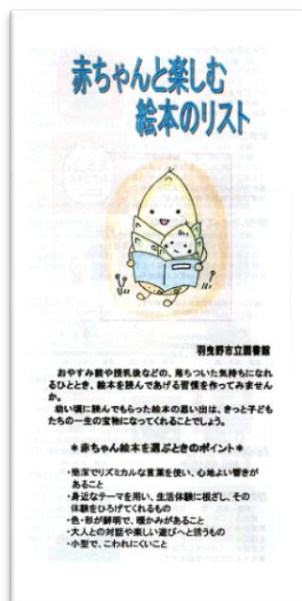 赤ちゃんと楽しむ
絵本のリスト
羽曳野市立図書館
おやすみ前や授乳後などの、落ちついた気持ちになれ
るひととき、絵本を読んであげる習慣を作ってみません
か。
幼い頃に読んでもらった絵本の思い出は、きっと子ども
たちの一生の宝物になってくれることでしょう。
＊赤ちゃん絵本を選ぶときのポイント＊
・簡潔でリズミカルな言葉を使い、心地よい響きが
あること
・身近なテーマを用い、生活体験に根ざし、その
体験をひろげてくれるもの
・色・形が鮮明で、暖かみがあること
・大人との対話や楽しい遊びへと誘うもの
・小型で、こわれにくいこと